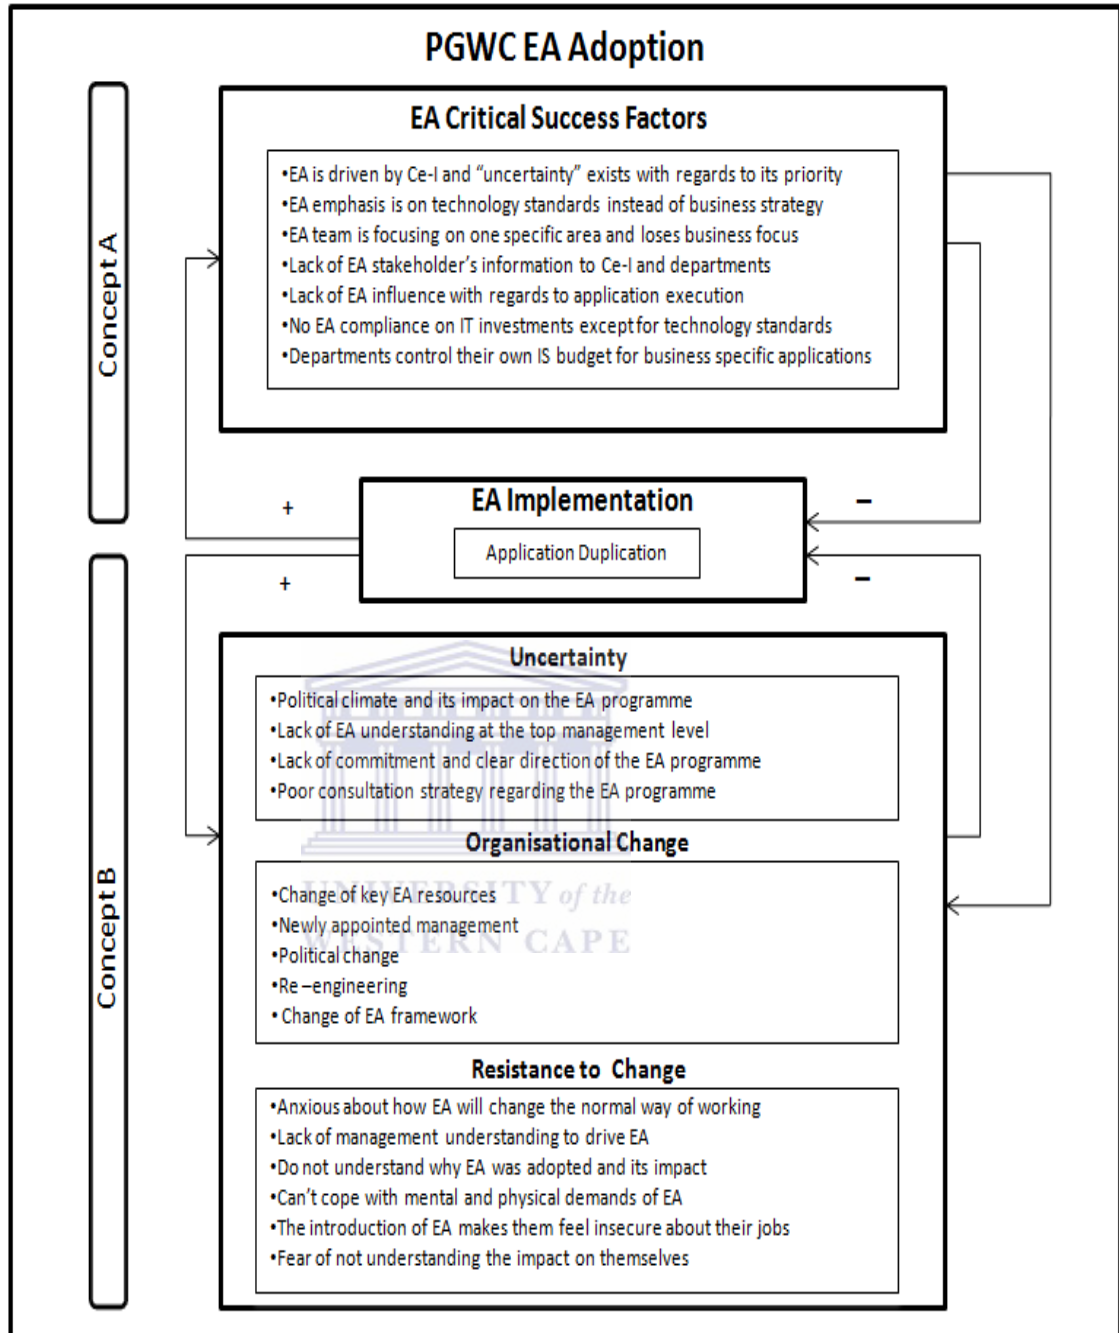 PGWC EA Adoption
Concept A
EA Critical Success Factors
•EA is driven by Ce-I and “uncertainty” exists with regards to its priority
•EA emphasis is on technology standards instead of business strategy
•EA team is focusing on one specific area and loses business focus
•Lack of EA stakeholder’s information to Ce-I and departments
•Lack of EA influence with regards to application execution
•No EA compliance on IT investments except for technology standards
•Departments control their own IS budget for business specific applications
+
EA Implementation
–
Application Duplication
+
–
Concept B
Uncertainty
•Political climate and its impact on the EA programme
•Lack of EA understanding at the top management level
•Lack of commitment and clear direction of the EA programme
•Poor consultation strategy regarding the EA programme
Organisational Change
•Change of key EA resources
•Newly appointed management
•Political change
•Re –engineering
• Change of EA framework
UNIVERSITY of the
WESTERN CAPE
Resistance to Change
•Anxious about how EA will change the normal way of working
•Lack of management understanding to drive EA
•Do not understand why EA was adopted and its impact
•Can’t cope with mental and physical demands of EA
•The introduction of EA makes them feel insecure about their jobs
•Fear of not understanding the impact on themselves